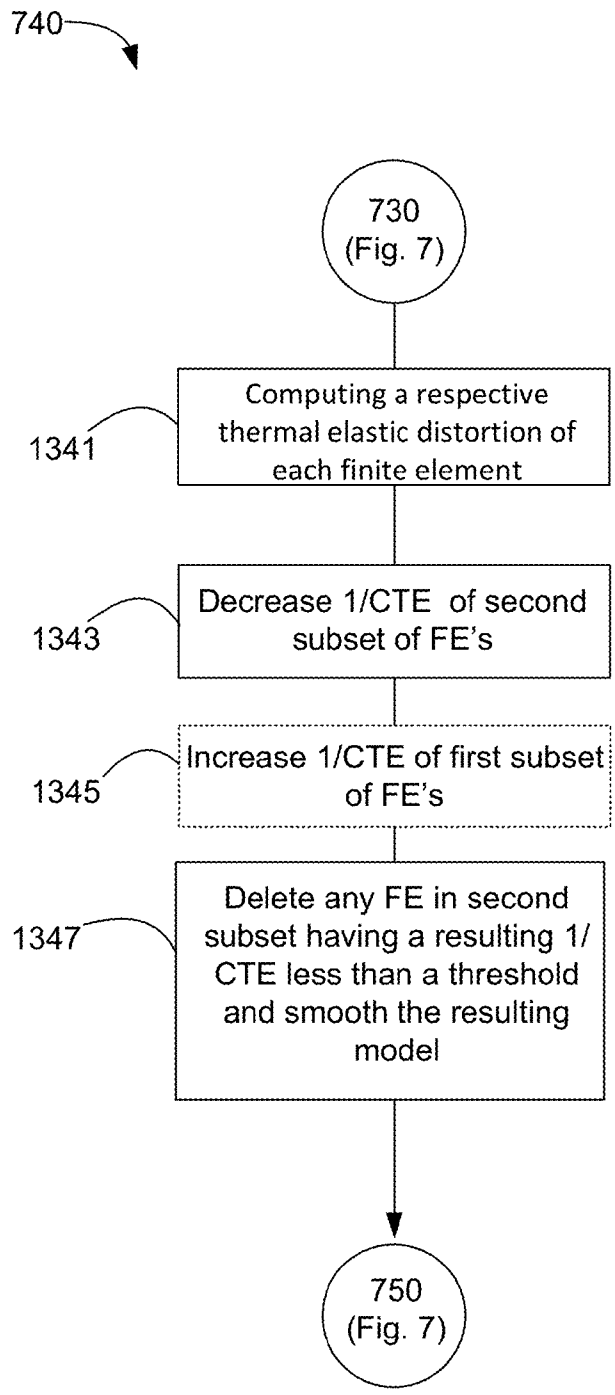 740
730
(Fig. 7)
1341
Computing a respective
thermal elastic distortion of
each finite element
1343
Decrease 1/CTE of second
subset of FE's
1345
Increase 1/CTE of first subset
of FE's
1347
Delete any FE in second
subset having a resulting 1/
CTE less than a threshold
and smooth the resulting
model
750
(Fig. 7)